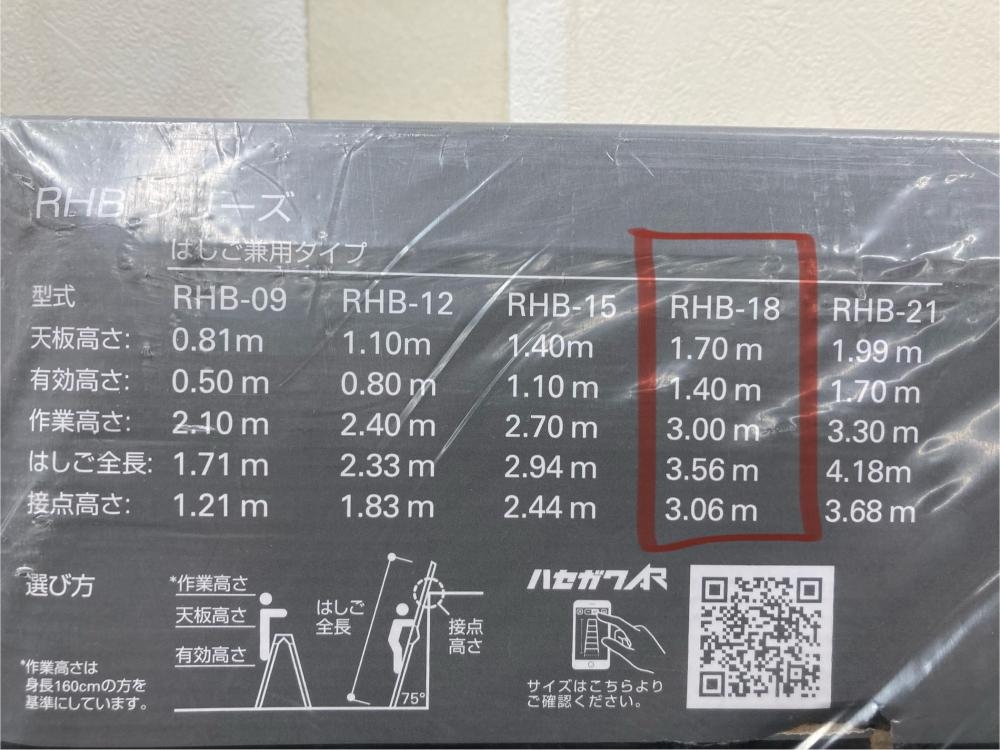 RHBシリーズ
はしご兼用タイプ
型式 RHB-09 RHB-12 RHB-15 RHB-18 RHB-21
天板高さ: 0.81m 1.10m 1.40m 1.70 m 1.99 m
有効高さ: 0.50 m 0.80 m 1.10 m 1.40 m 1.70 m
作業高さ: 2.10 m 2.40 m 2.70 m 3.00 m 3.30 m
はしご全長: 1.71 m 2.33 m 2.94 m 3.56 m 4.18m
接点高さ: 1.21 m 1.83 m 2.44 m 3.06 m 3.68 m
選び方
*作業高さ
天板高さ
有効高さ
*作業高さは
身長160cmの方を
基準にしています。
はしご
全長
接点
高さ
75°
ハセガワAR
サイズはこちらより
ご確認ください。